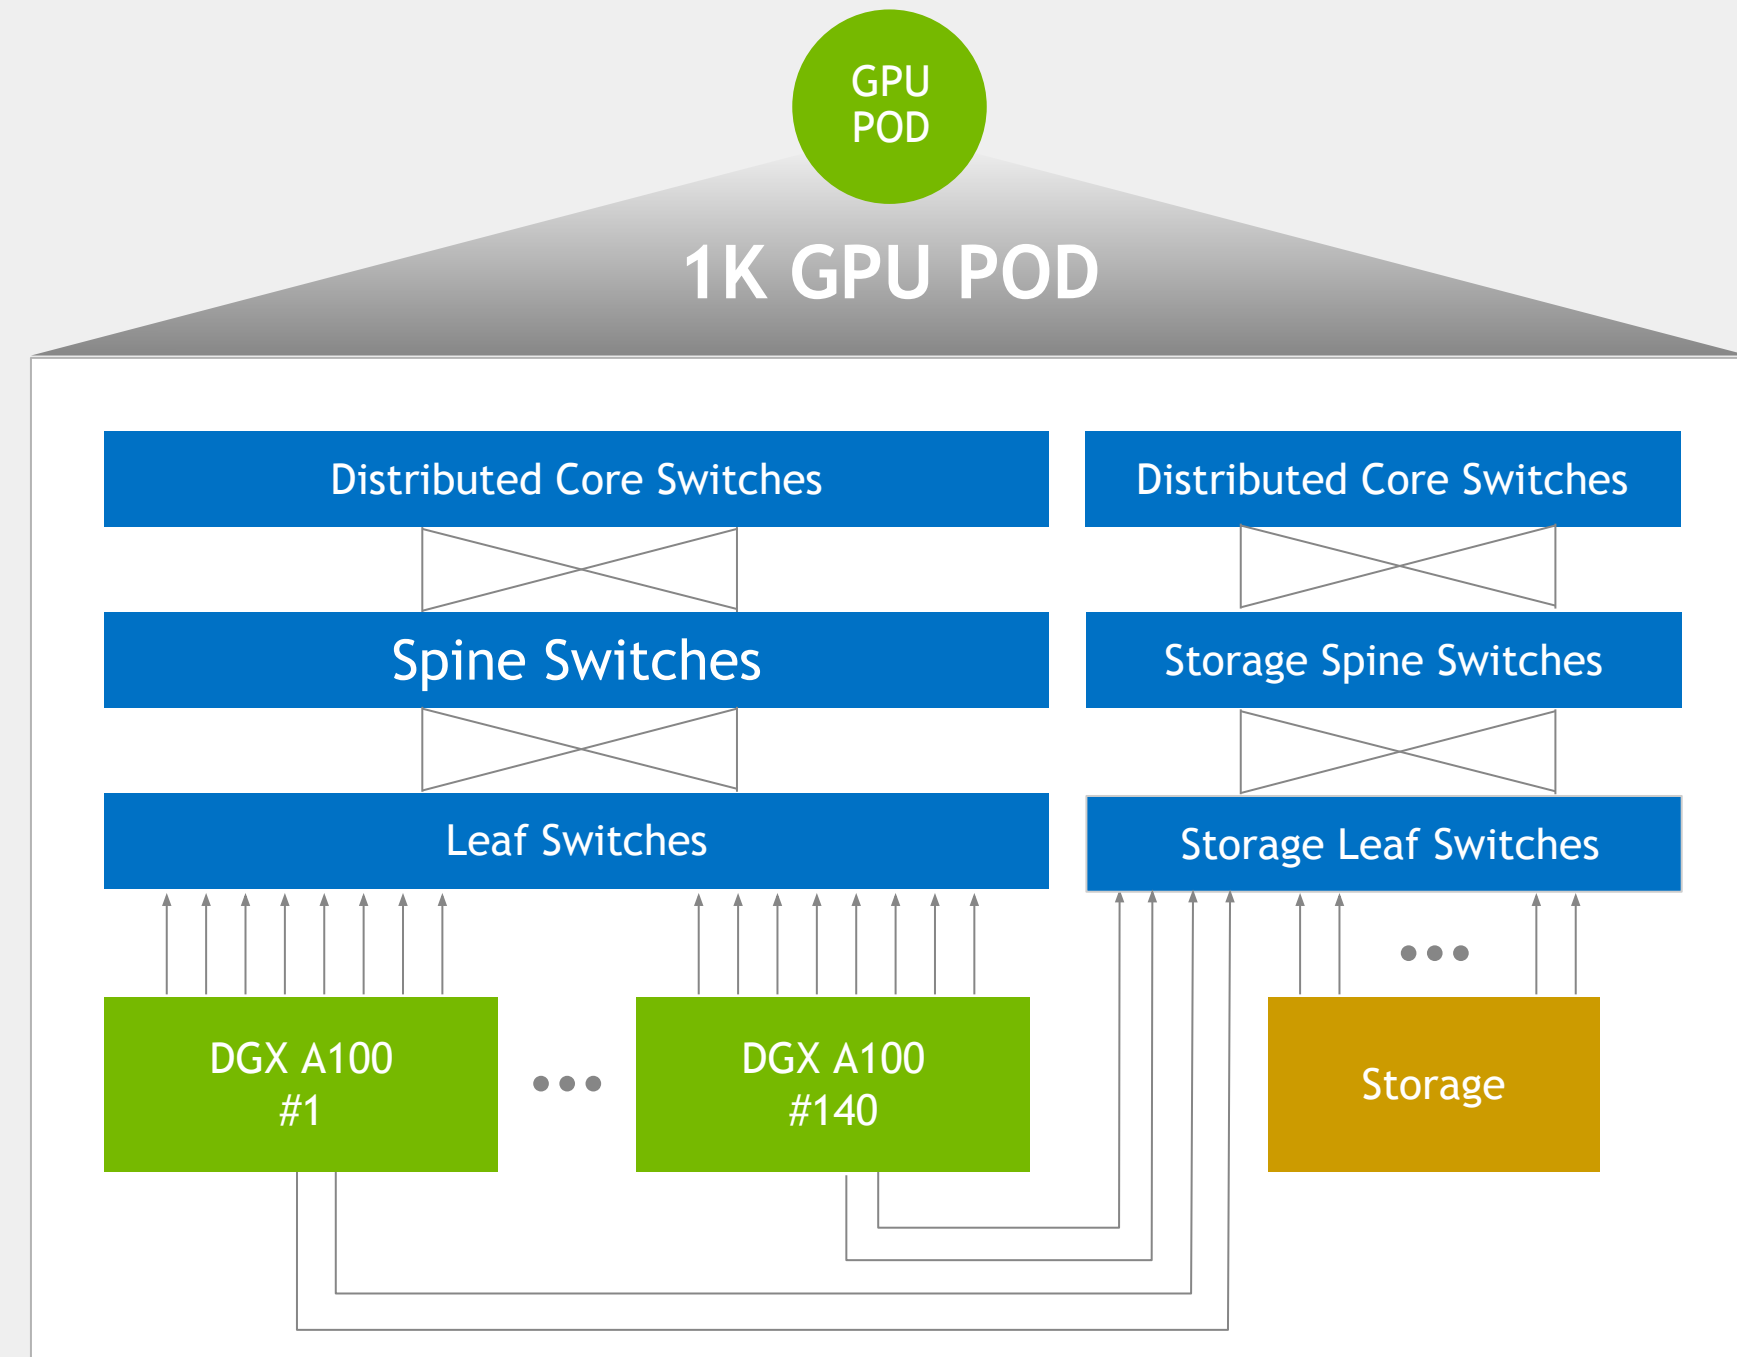 GPU
POD
1K GPU POD
Distributed Core Switches
Distributed Core Switches
Spine Switches
Storage Spine Switches
Leaf Switches
Storage Leaf Switches
DGX A100
#1
DGX A100
#140
Storage